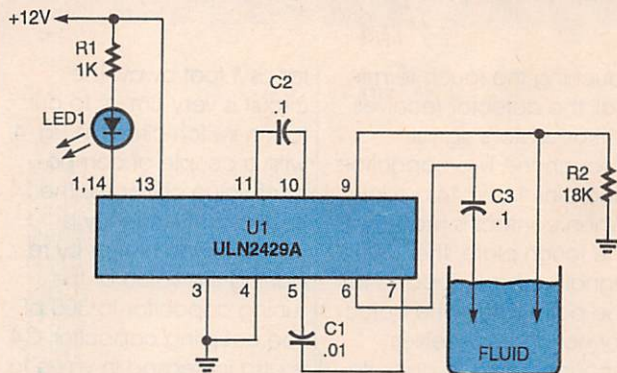 +12V
R1
1K
LED1
C2
.1
1,14
13
11
10
9
R2
18K
C3
.1
U1
ULN2429A
3
4
5
6
7
C1
.01
FLUID